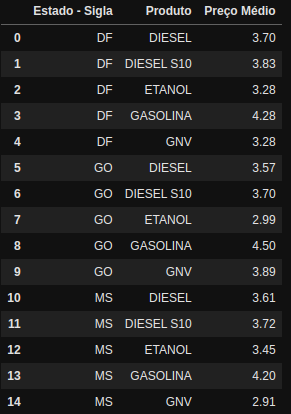 Estado - Sigla Produto Preço Médio
0 DF DIESEL 3.70
1 DF DIESEL S10 3.83
2 DF ETANOL 3.28
3 DF GASOLINA 4.28
4 DF GNV 3.28
5 GO DIESEL 3.57
6 GO DIESEL S10 3.70
7 GO ETANOL 2.99
8 GO GASOLINA 4.50
9 GO GNV 3.89
10 MS DIESEL 3.61
11 MS DIESEL S10 3.72
12 MS ETANOL 3.45
13 MS GASOLINA 4.20
14 MS GNV 2.91